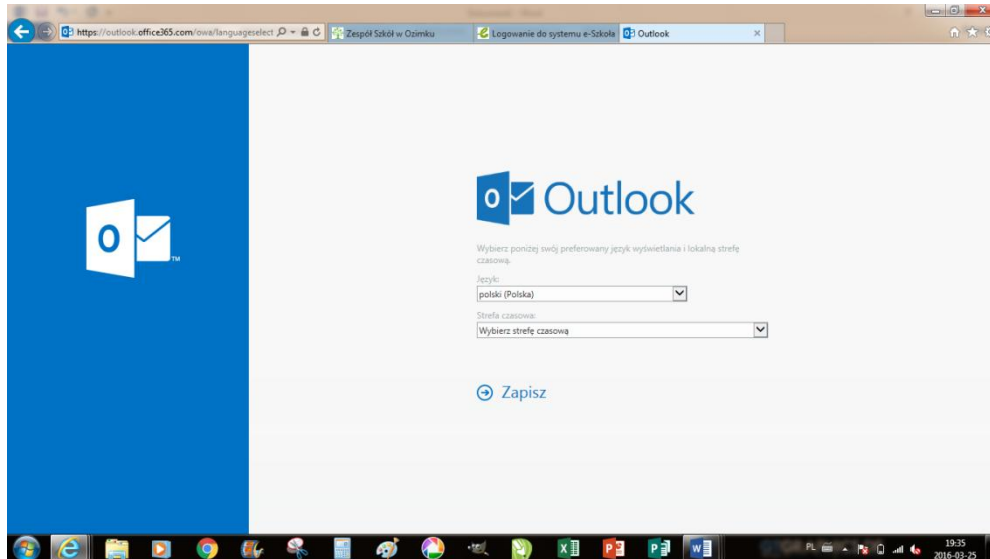 https://outlook.office365.com/owa/languageselect
Zespół Szkół w Ozimku
Logowanie do systemu e-Szkoła
Outlook
Outlook
Wybierz poniżej swój preferowany język wyświetlania i lokalną strefę
czasową.
Język:
polski (Polska)
Strefa czasowa:
Wybierz strefę czasową
Zapisz
TM
PL
19:35
2016-03-25